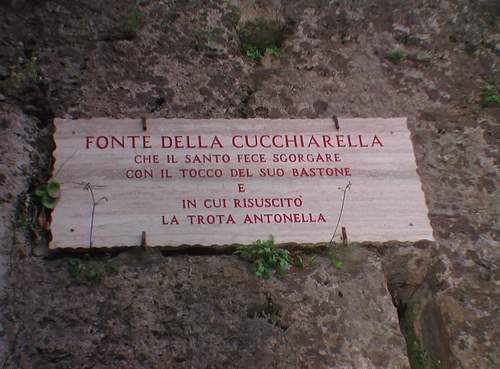 FONTE DELLA CUCCHIARELLA
CHE IL SANTO FECE SGORGARE
CON IL TOCCO DEL SUO BASTONE
E
IN CUI RISUSCITÒ
LA TROTA ANTONELLA